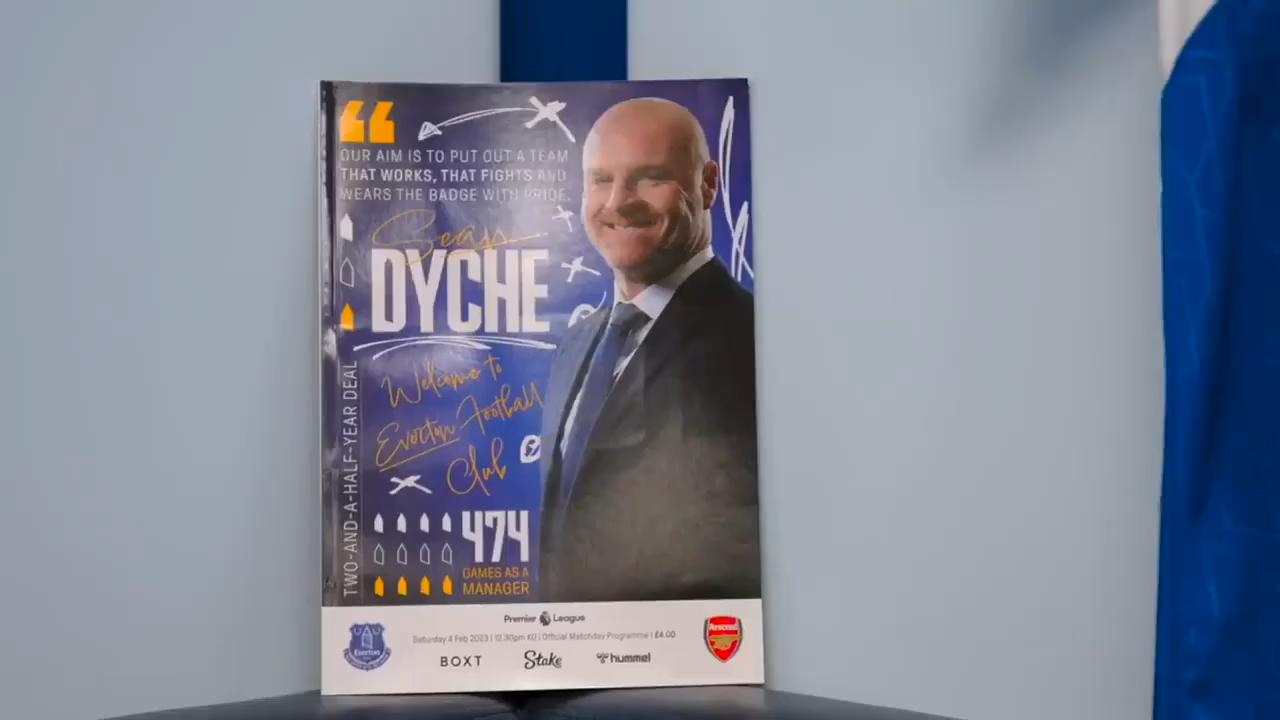 OUR AIM IS TO PUT OUT A TEAM
THAT WORKS, THAT FIGHTS AND
WEARS THE BADGE WITH PRIDE.
Sean
DYCHE
Welcome to
Everton Football
Club
TWO-AND-A-HALF-YEAR DEAL
474
GAMES AS A
MANAGER
Premier League
Saturday 4 Feb 2023 | 12.30pm KO | Official Matchday Programme | £4.00
Everton
BOXT
Stake
hummel
Arsenal